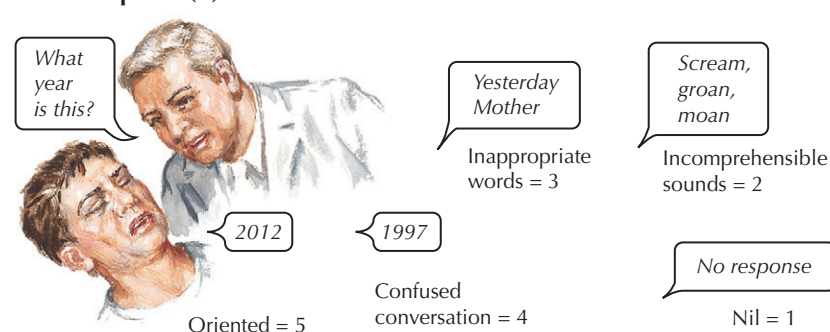 What
year
is this?
Yesterday
Mother
Inappropriate
words = 3
Scream,
groan,
moan
Incomprehensible
sounds = 2
2012
Oriented = 5
1997
Confused
conversation = 4
No response
Nil = 1